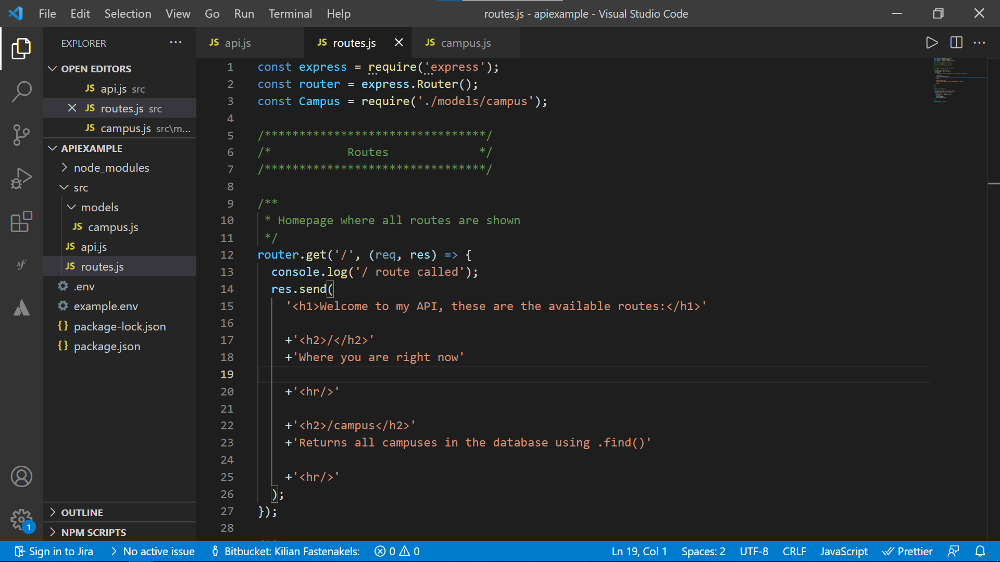 File Edit Selection View Go Run Terminal Help
routes.js - apiexample - Visual Studio Code
EXPLORER
OPEN EDITORS
JS api.js src
JS routes.js src
JS campus.js src\m...
APIEXAMPLE
node_modules
src
models
JS campus.js
JS api.js
JS routes.js
.env
example.env
{} package-lock.json
{} package.json
OUTLINE
NPM SCRIPTS
sf
1
JS api.js JS routes.js JS campus.js
1 const express = require('express');
2 const router = express.Router();
3 const Campus = require('./models/campus');
4
5 /********************************/
6 /*           Routes             */
7 /********************************/
8
9 /**
10 * Homepage where all routes are shown
11 */
12 router.get('/', (req, res) => {
13 console.log('/ route called');
14 res.send(
15 '<h1>Welcome to my API, these are the available routes:</h1>'
16
17 +'<h2>/</h2>'
18 +'Where you are right now'
19
20 +'<hr/>'
21
22 +'<h2>/campus</h2>'
23 +'Returns all campuses in the database using .find()'
24
25 +'<hr/>'
26 );
27 });
28
Sign in to Jira No active issue Bitbucket: Kilian Fastenakels: 0 0 Ln 19, Col 1 Spaces: 2 UTF-8 CRLF JavaScript Prettier